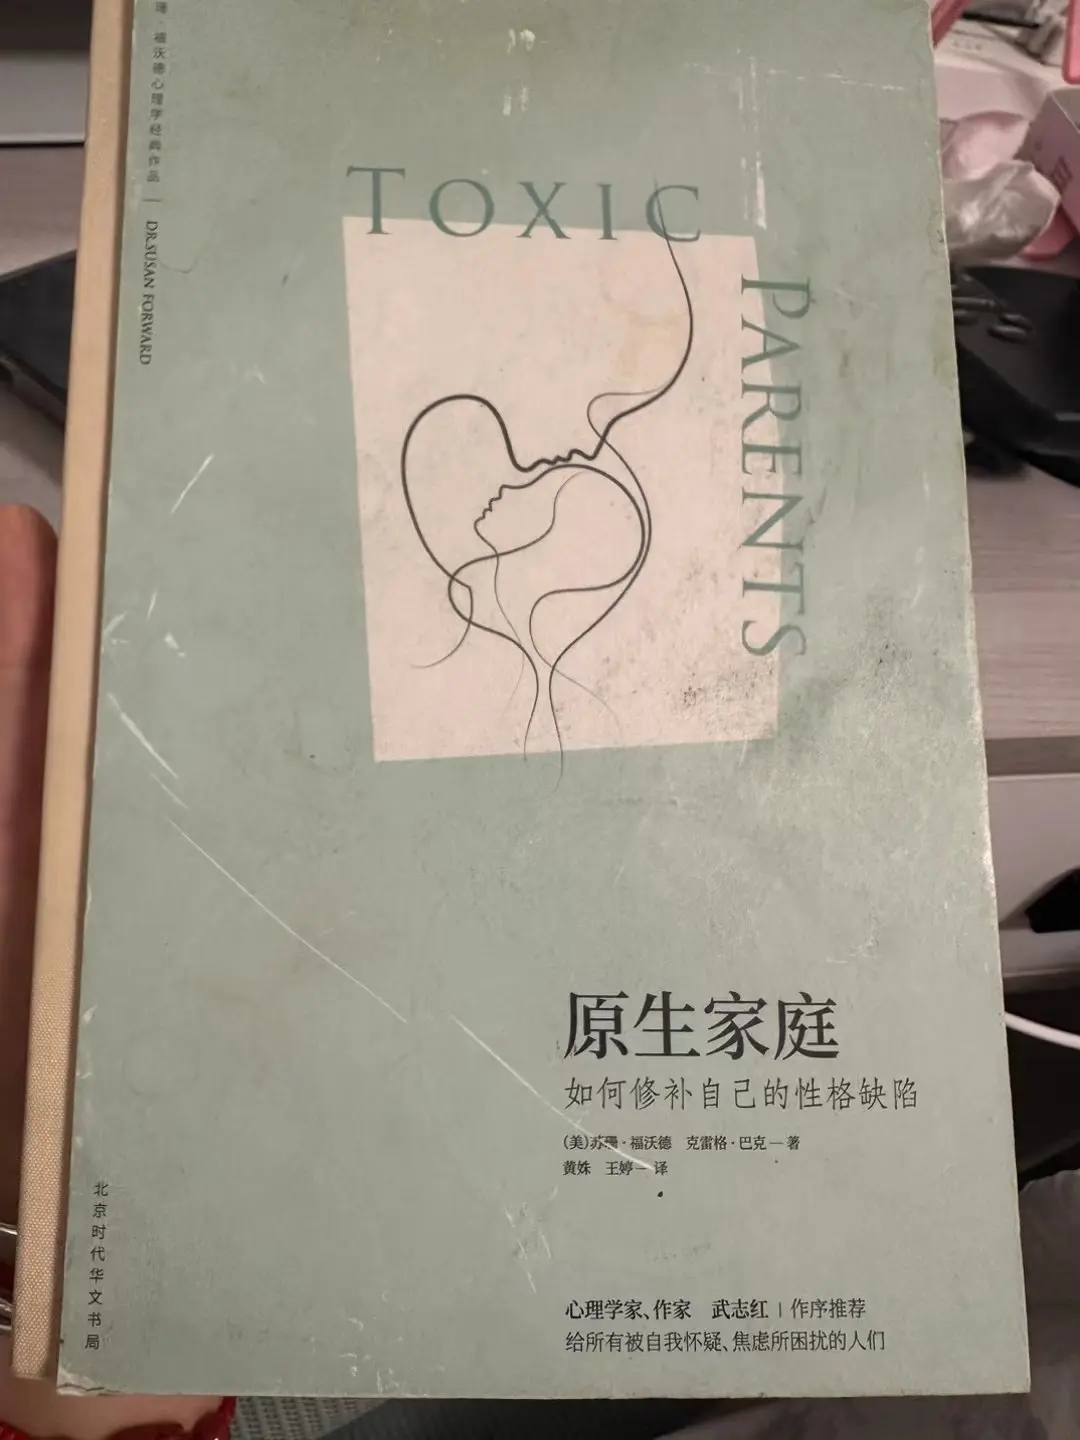 珊·福沃德心理学经典作品 | DR.SUSAN FORWARD
TOXIC
PARENTS
原生家庭
如何修补自己的性格缺陷
(美)苏珊·福沃德 克雷格·巴克—著
黄姝 王婷—译
心理学家、作家 武志红 | 作序推荐
给所有被自我怀疑、焦虑所困扰的人们
北京时代华文书局